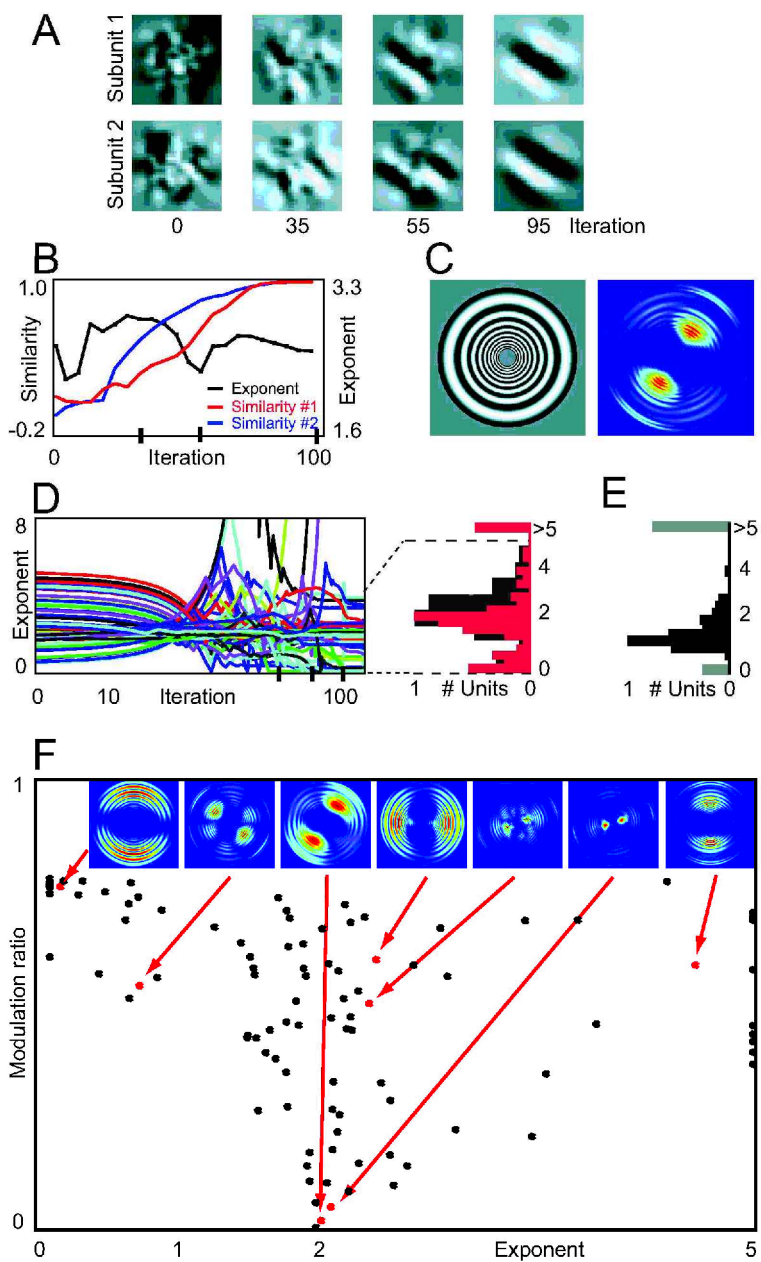 A
Subunit 1
Subunit 2
0 35 55 95 Iteration
B
1.0 3.3
Similarity
Exponent
Exponent
Similarity #1
Similarity #2
-0.2 1.6
0 Iteration 100
C
D
8
Exponent
0
0 10 Iteration 100
>5
4
2
0
1 # Units 0
E
>5
4
2
0
1 # Units 0
F
1
Modulation ratio
0
0 1 2 Exponent 5